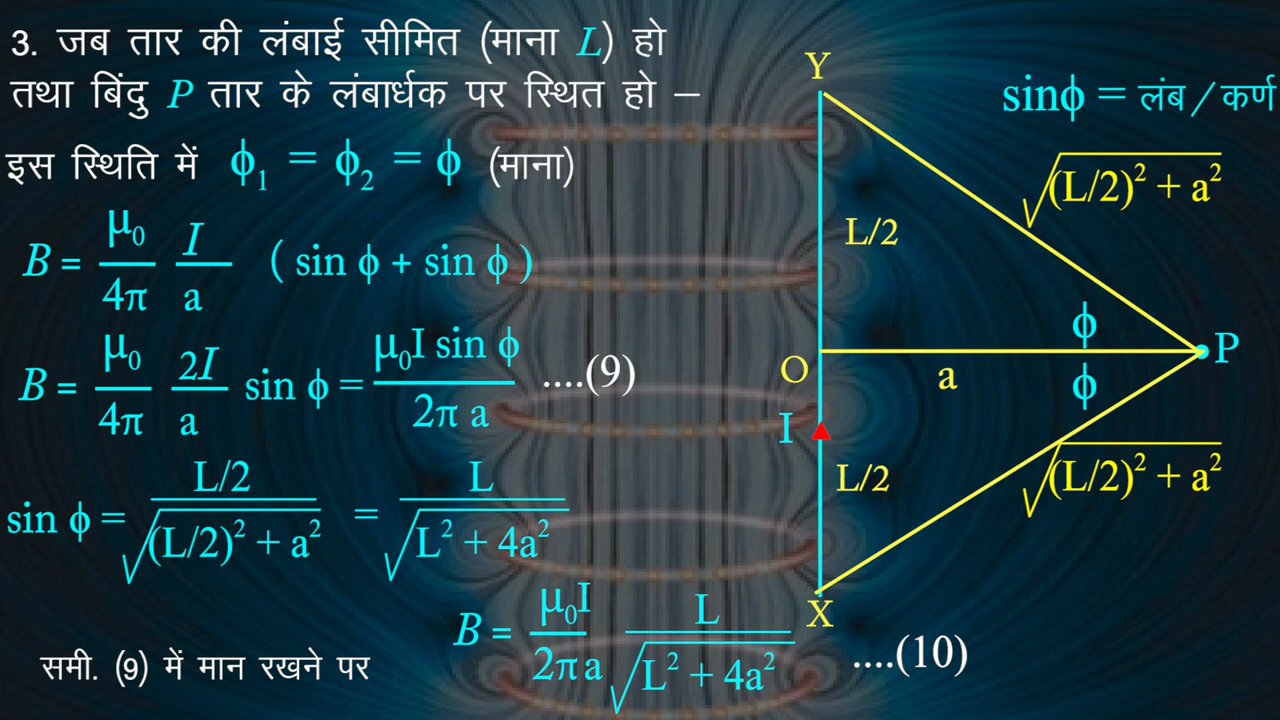 3. जब तार की लंबाई सीमित (माना L) हो
तथा बिंदु P तार के लंबार्धक पर स्थित हो –
इस स्थिति में ϕ₁ = ϕ₂ = ϕ (माना)
B = μ₀/4π I/a ( sin ϕ + sin ϕ )
B = μ₀/4π 2I/a sin ϕ = μ₀I sin ϕ / 2π a ....(9)
sin ϕ = L/2 / √(L/2)² + a² = L / √L² + 4a²
समी. (9) में मान रखने पर
B = μ₀I / 2π a L / √L² + 4a² ....(10)
sinϕ = लंब / कर्ण
Y
√(L/2)² + a²
L/2
ϕ
O
a
P
ϕ
I
L/2
√(L/2)² + a²
X